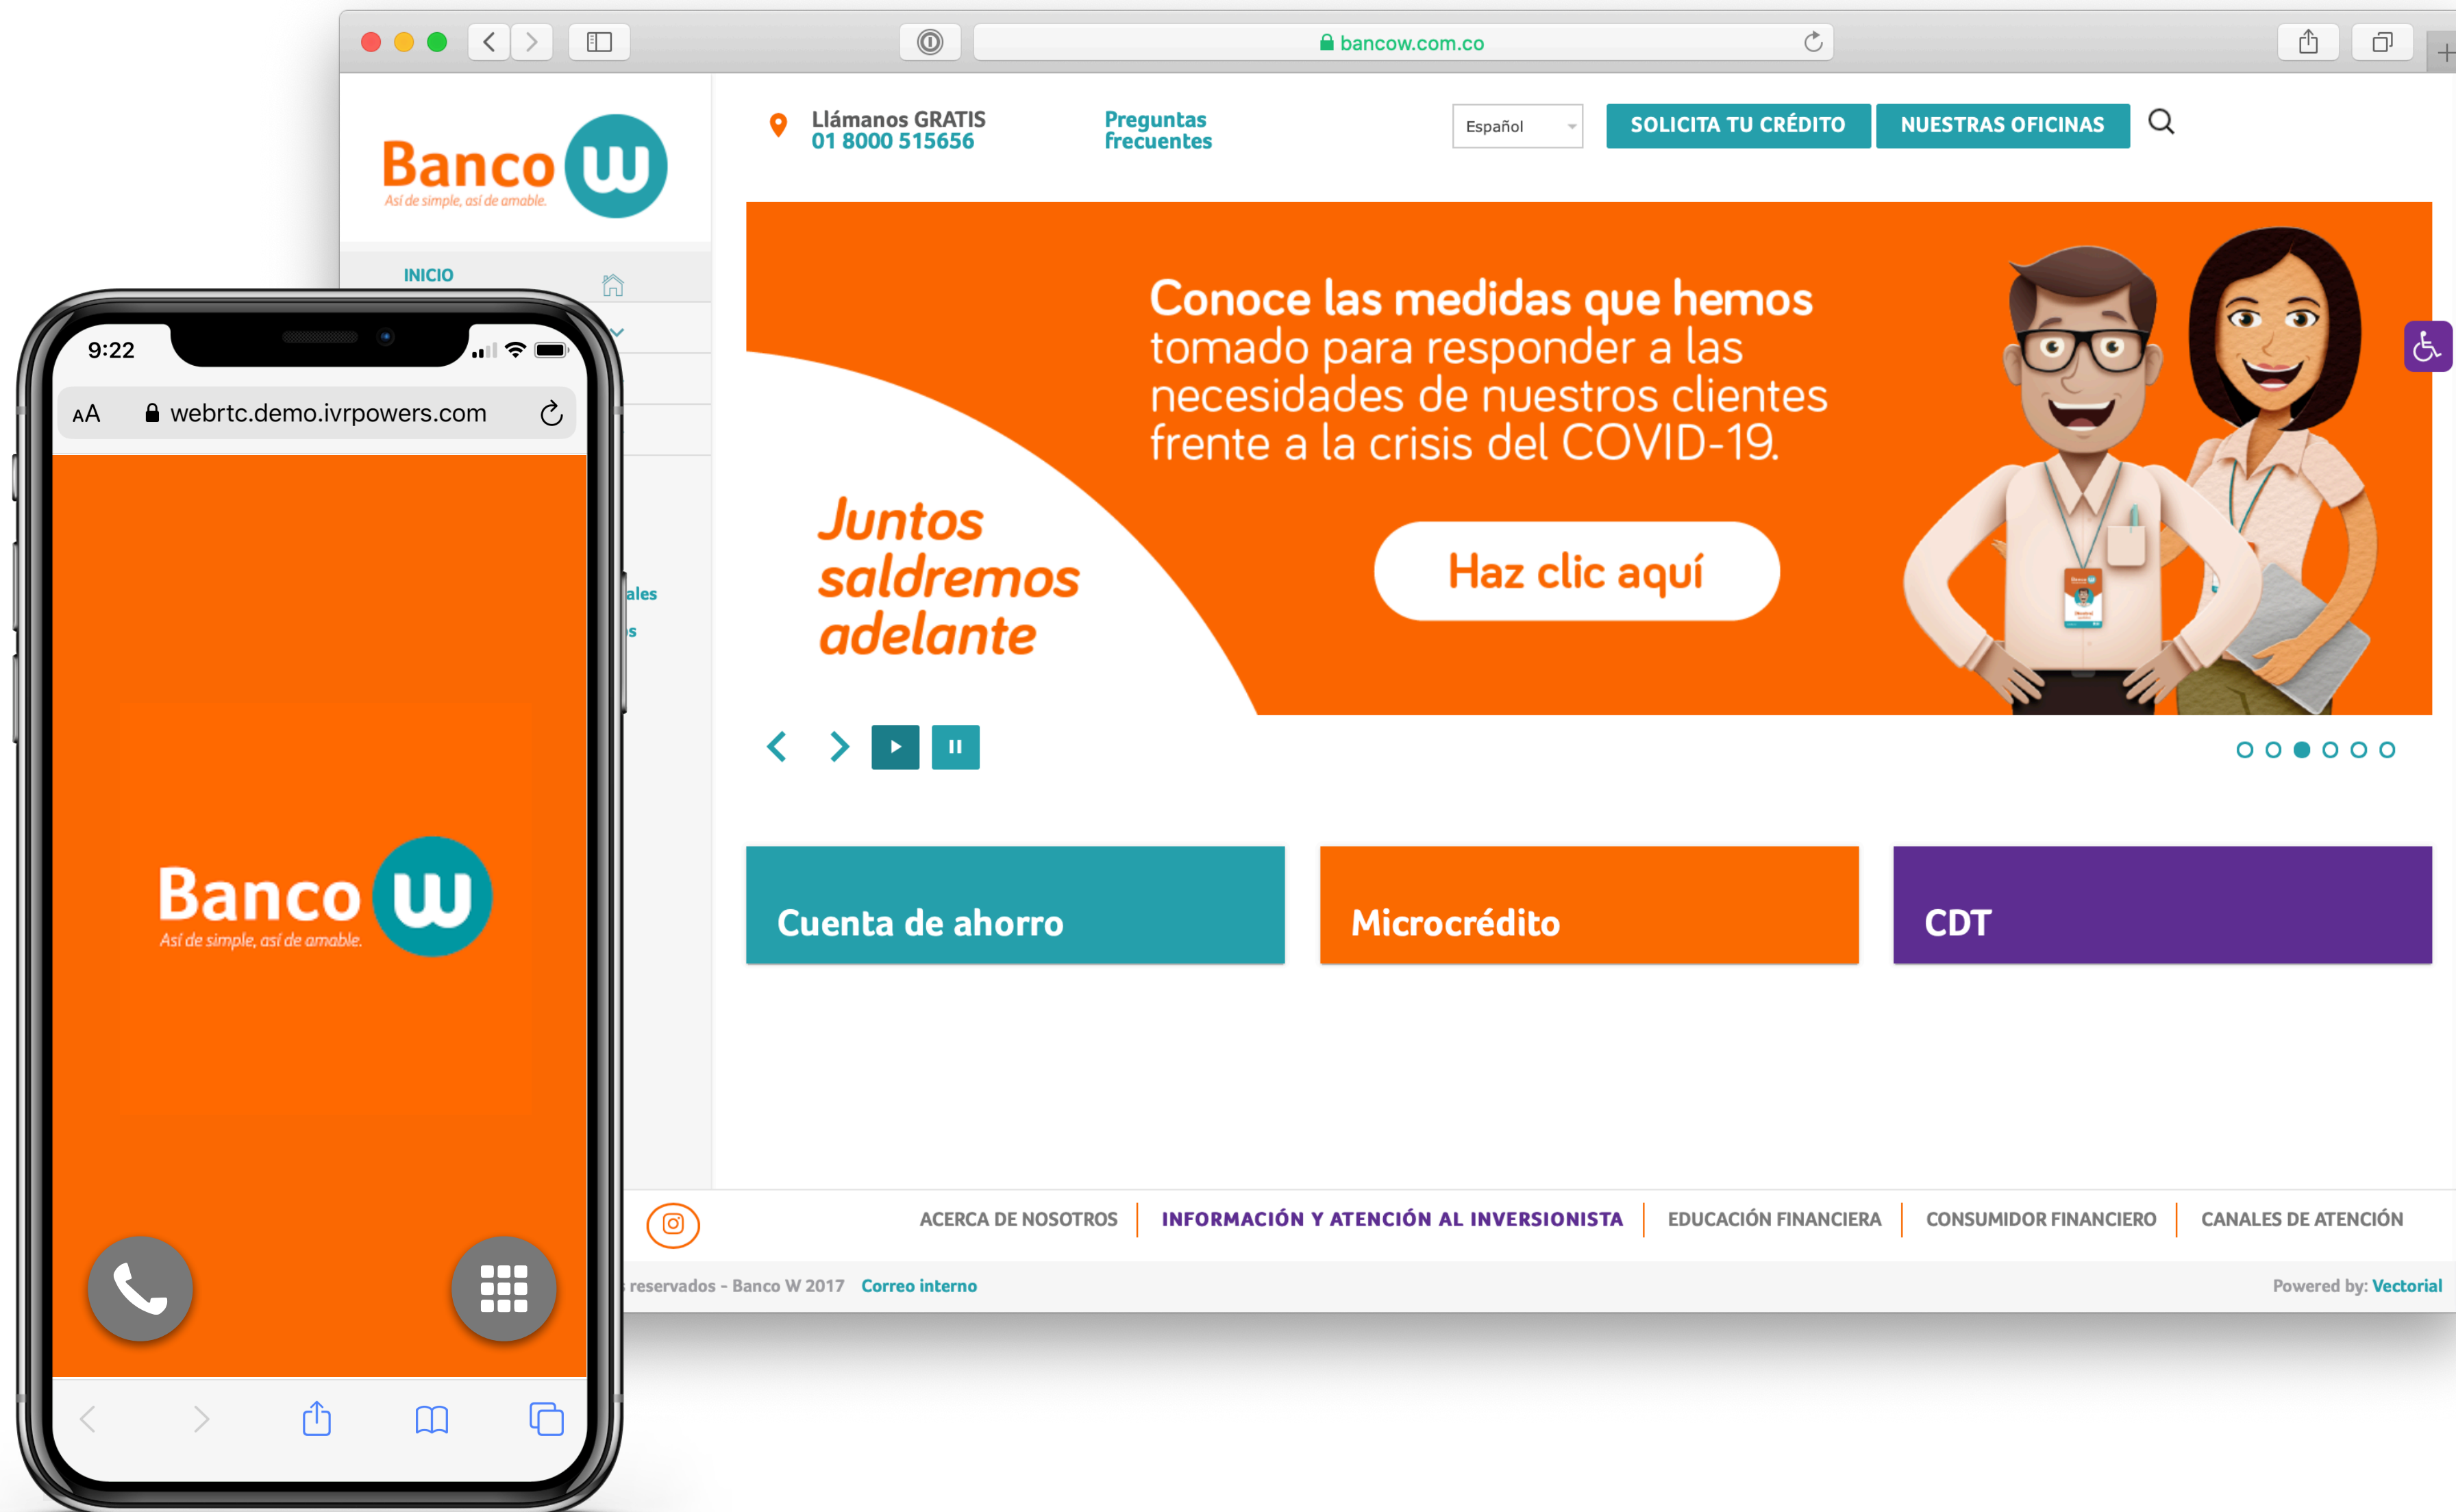 bancow.com.co
Banco W
Así de simple, así de amable.
Llámanos GRATIS
01 8000 515656
Preguntas
frecuentes
Español
SOLICITA TU CRÉDITO
NUESTRAS OFICINAS
INICIO
Conoce las medidas que hemos
tomado para responder a las
necesidades de nuestros clientes
frente a la crisis del COVID-19.
Juntos
saldremos
adelante
Haz clic aquí
ales
s
Cuenta de ahorro
Microcrédito
CDT
ACERCA DE NOSOTROS
INFORMACIÓN Y ATENCIÓN AL INVERSIONISTA
EDUCACIÓN FINANCIERA
CONSUMIDOR FINANCIERO
CANALES DE ATENCIÓN
s reservados - Banco W 2017 Correo interno
Powered by: Vectorial
9:22
AA webrtc.demo.ivrpowers.com
Banco W
Así de simple, así de amable.